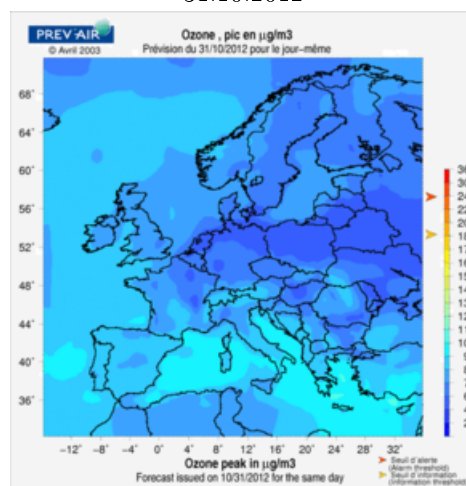 PREV'AIR
© Avril 2003
Ozone , pic en µg/m3
Prévision du 31/10/2012 pour le jour-même
68°
64°
60°
56°
52°
48°
44°
40°
36°
-12° -8° -4° 0° 4° 8° 12° 16° 20° 24° 28° 32°
Ozone peak in µg/m3
Forecast issued on 10/31/2012 for the same day
Seuil d'alerte
(Alarm threshold)
Seuil d'information
(Information threshold)